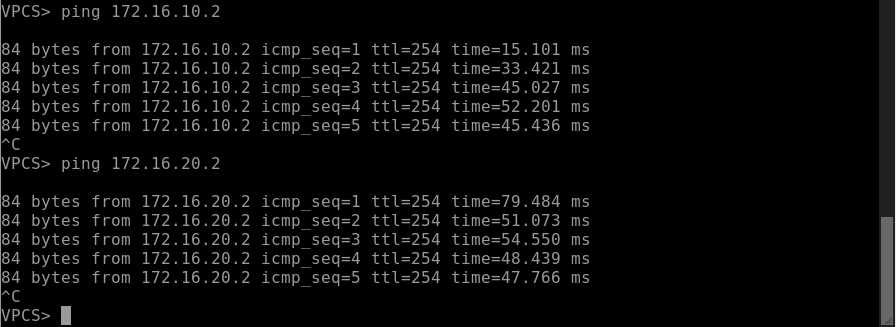 VPCS> ping 172.16.10.2
84 bytes from 172.16.10.2 icmp_seq=1 ttl=254 time=15.101 ms
84 bytes from 172.16.10.2 icmp_seq=2 ttl=254 time=33.421 ms
84 bytes from 172.16.10.2 icmp_seq=3 ttl=254 time=45.027 ms
84 bytes from 172.16.10.2 icmp_seq=4 ttl=254 time=52.201 ms
84 bytes from 172.16.10.2 icmp_seq=5 ttl=254 time=45.436 ms
^C
VPCS> ping 172.16.20.2
84 bytes from 172.16.20.2 icmp_seq=1 ttl=254 time=79.484 ms
84 bytes from 172.16.20.2 icmp_seq=2 ttl=254 time=51.073 ms
84 bytes from 172.16.20.2 icmp_seq=3 ttl=254 time=54.550 ms
84 bytes from 172.16.20.2 icmp_seq=4 ttl=254 time=48.439 ms
84 bytes from 172.16.20.2 icmp_seq=5 ttl=254 time=47.766 ms
^C
VPCS>